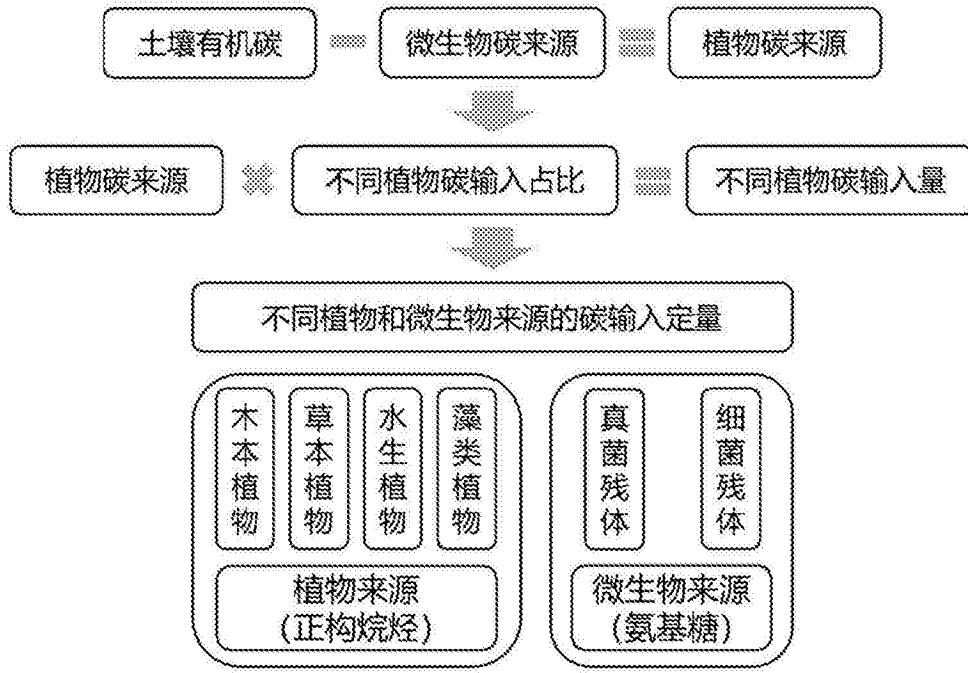 土壤有机碳 — 微生物碳来源 = 植物碳来源
植物碳来源 × 不同植物碳输入占比 = 不同植物碳输入量
不同植物和微生物来源的碳输入定量
木本植物
草本植物
水生植物
藻类植物
真菌残体
细菌残体
植物来源
(正构烷烃)
微生物来源
(氨基糖)